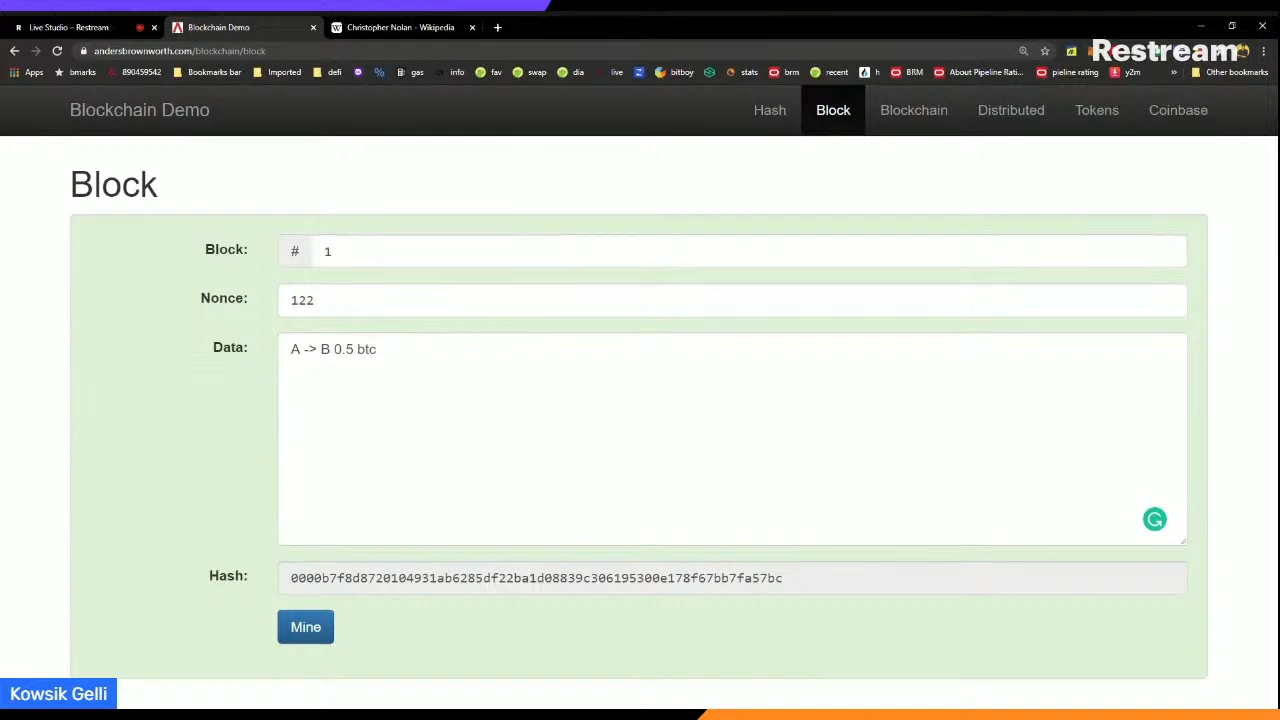 Live Studio – Restream
Blockchain Demo
Christopher Nolan - Wikipedia
andersbrownworth.com/blockchain/block
Restream
Apps bmarks 890459542 Bookmarks bar Imported defi % gas info fav swap dia live bitboy stats brm recent h BRM About Pipeline Rati... pieline rating y2m » Other bookmarks
Blockchain Demo Hash Block Blockchain Distributed Tokens Coinbase
Block
Block: # 1
Nonce: 122
Data: A -> B 0.5 btc
Hash: 0000b7f8d8720104931ab6285df22ba1d08839c306195300e178f67bb7fa57bc
Mine
Kowsik Gelli